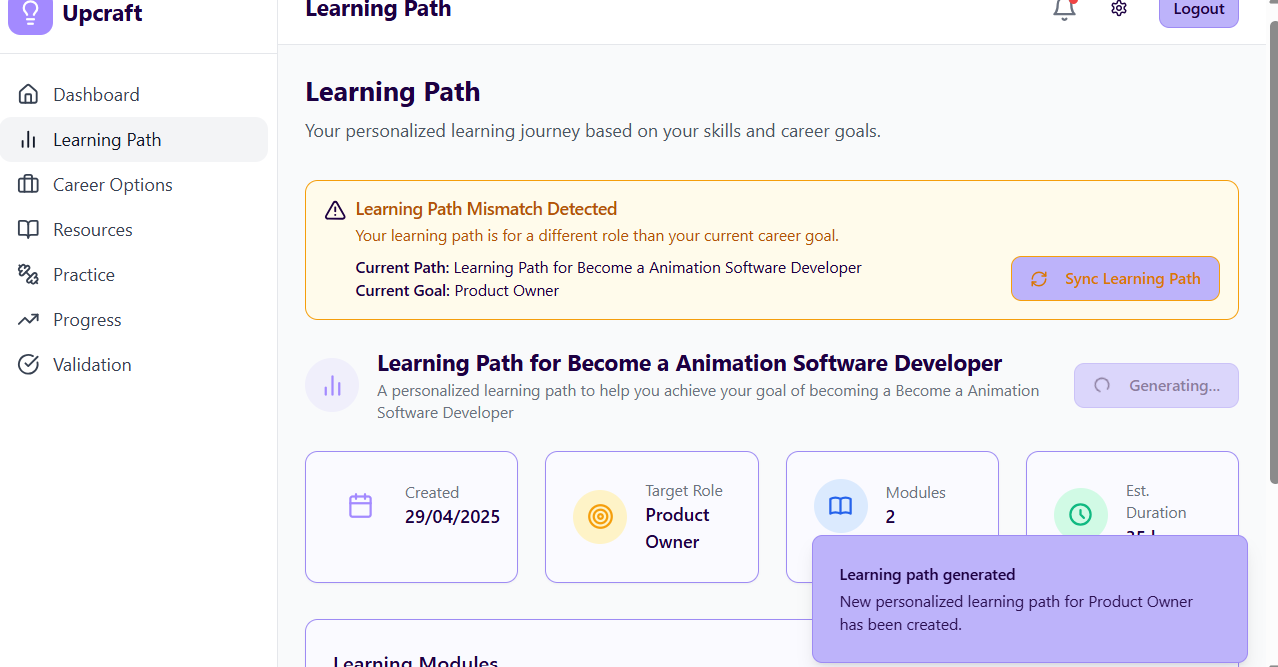 Upcraft
Learning Path
Logout
Dashboard
Learning Path
Career Options
Resources
Practice
Progress
Validation
Learning Path
Your personalized learning journey based on your skills and career goals.
Learning Path Mismatch Detected
Your learning path is for a different role than your current career goal.
Current Path: Learning Path for Become a Animation Software Developer
Current Goal: Product Owner
Sync Learning Path
Learning Path for Become a Animation Software Developer
A personalized learning path to help you achieve your goal of becoming a Become a Animation
Software Developer
Generating...
Created
29/04/2025
Target Role
Product
Owner
Modules
2
Est.
Duration
Learning path generated
New personalized learning path for Product Owner
has been created.
Learning Modules